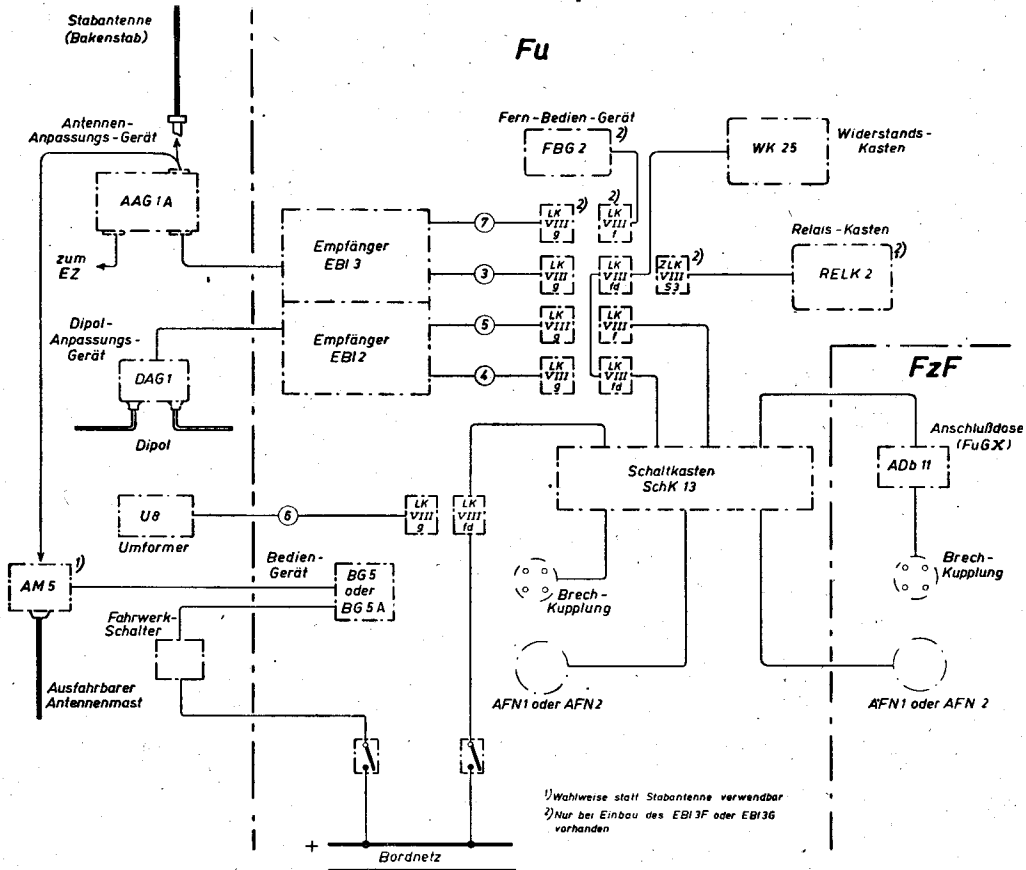 Stabantenne
(Bakenstab)
Fu
Antennen-
Anpassungs-Gerät
AAG 1A
zum
EZ
Fern-Bedien-Gerät
FBG 2
2)
WK 25
Widerstands-
Kasten
Empfänger
EBl 3
7
LK
VIII
g
2)
LK
VIII
f
2)
Relais-Kasten
RELK 2
2)
3
LK
VIII
g
LK
VIII
fd
ZLK
VIII
S3
2)
Dipol-
Anpassungs-
Gerät
DAG 1
Dipol
Empfänger
EBl 2
5
LK
VIII
g
LK
VIII
f
4
LK
VIII
g
LK
VIII
fd
FzF
Anschlußdose
(FuG X)
ADb 11
Schaltkasten
SchK 13
U8
Umformer
6
LK
VIII
g
LK
VIII
fd
AM 5
1)
Bedien-
Gerät
BG 5
oder
BG 5 A
Brech-
Kupplung
Brech-
Kupplung
Fahrwerk-
Schalter
Ausfahrbarer
Antennenmast
AFN1 oder AFN2
AFN1 oder AFN 2
1) Wahlweise statt Stabantenne verwendbar
2) Nur bei Einbau des EBl 3F oder EBl 3G
vorhanden
+
Bordnetz